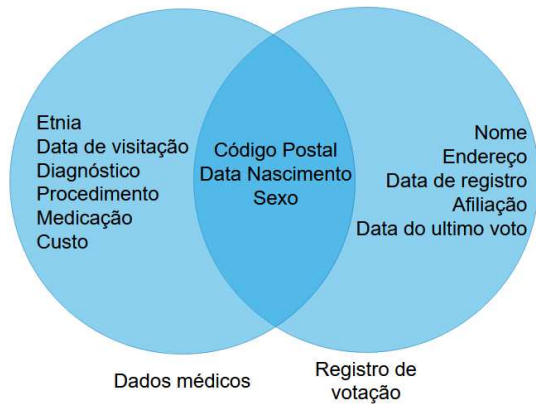 Etnia
Data de visitação
Diagnóstico
Procedimento
Medicação
Custo
Código Postal
Data Nascimento
Sexo
Nome
Endereço
Data de registro
Afiliação
Data do ultimo voto
Dados médicos
Registro de
votação